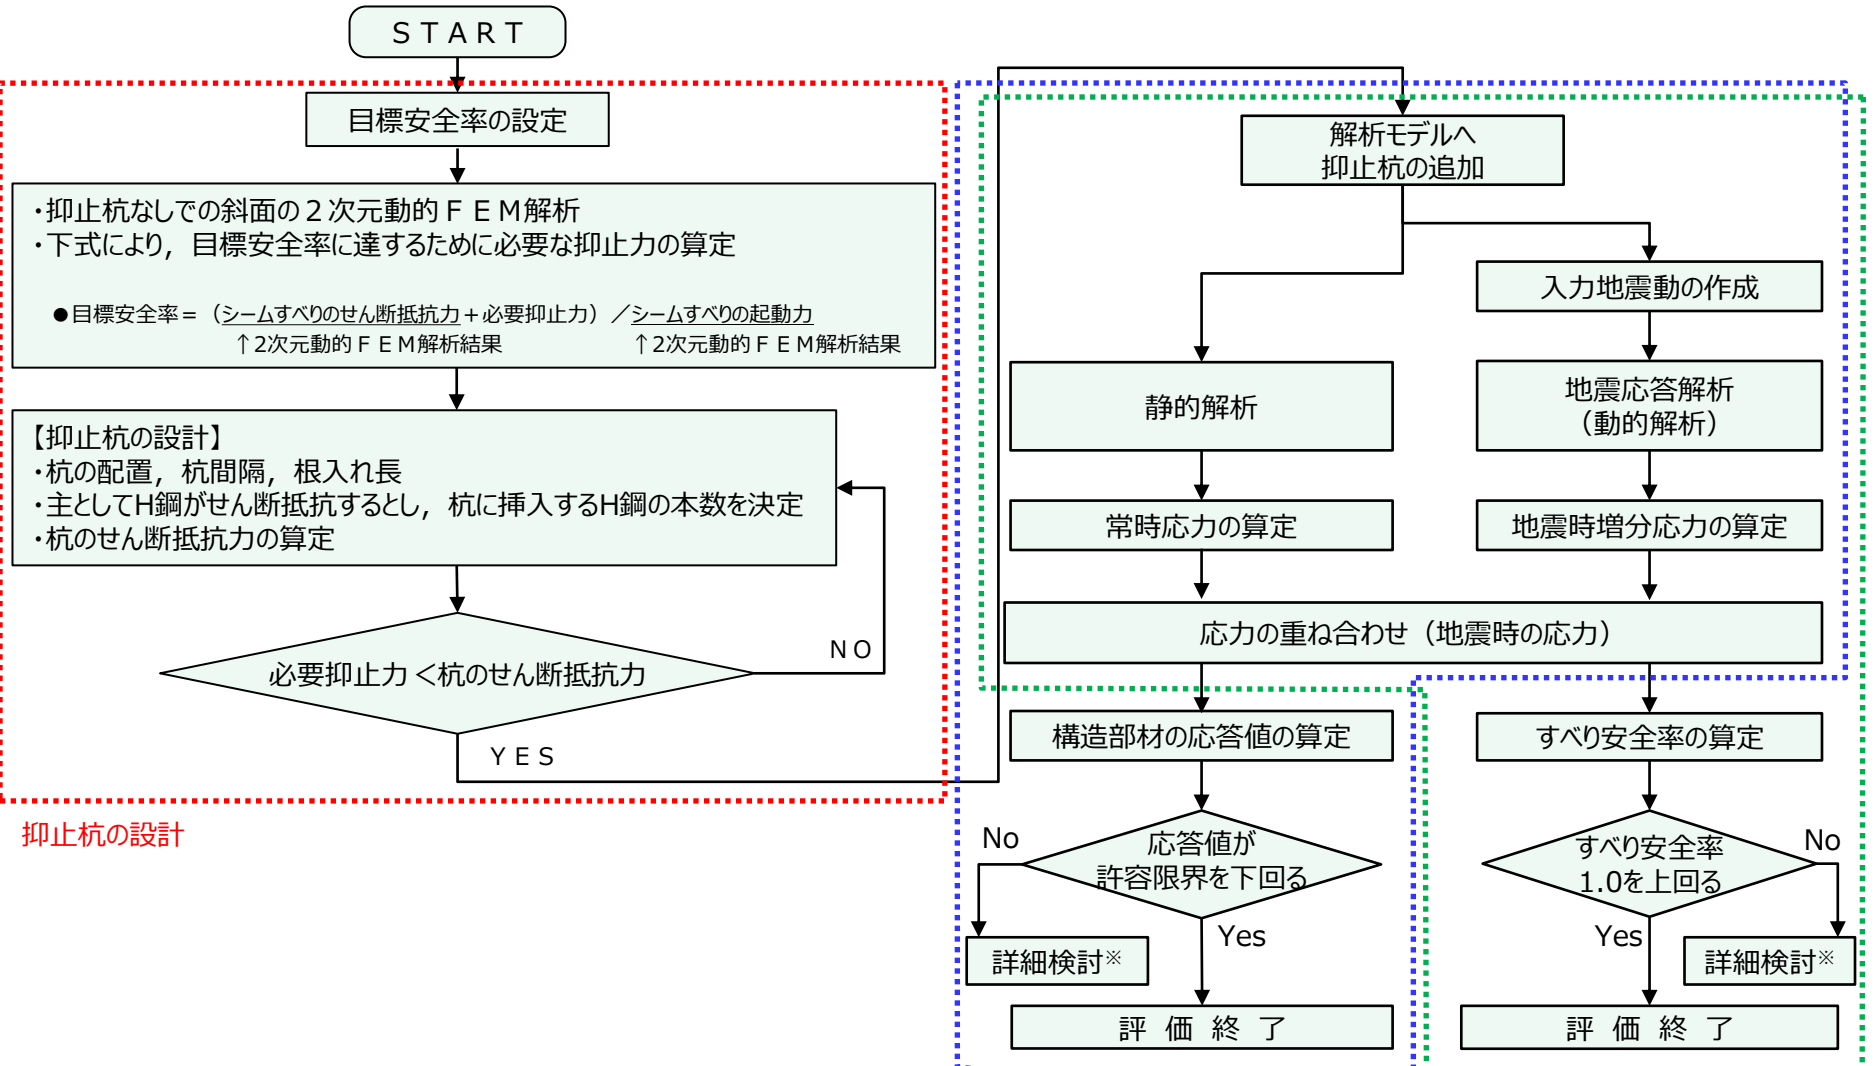 ＳＴＡＲＴ
目標安全率の設定
・抑止杭なしでの斜面の２次元動的ＦＥＭ解析
・下式により，目標安全率に達するために必要な抑止力の算定
●目標安全率＝（シームすべりのせん断抵抗力＋必要抑止力）／シームすべりの起動力
↑2次元動的ＦＥＭ解析結果 ↑2次元動的ＦＥＭ解析結果
【抑止杭の設計】
・杭の配置，杭間隔，根入れ長
・主としてH鋼がせん断抵抗するとし，杭に挿入するH鋼の本数を決定
・杭のせん断抵抗力の算定
必要抑止力＜杭のせん断抵抗力
ＮＯ
ＹＥＳ
抑止杭の設計
解析モデルへ
抑止杭の追加
入力地震動の作成
静的解析
地震応答解析
（動的解析）
常時応力の算定
地震時増分応力の算定
応力の重ね合わせ（地震時の応力）
構造部材の応答値の算定
すべり安全率の算定
応答値が
許容限界を下回る
No
Yes
詳細検討※
評価終了
すべり安全率
1.0を上回る
No
Yes
詳細検討※
評価終了